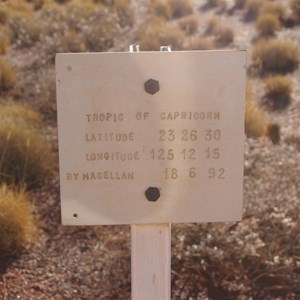 TROPIC OF CAPRICORN
LATITUDE 23 26 30
LONGITUDE 125 12 15
BY MAGELLAN 18 6 92